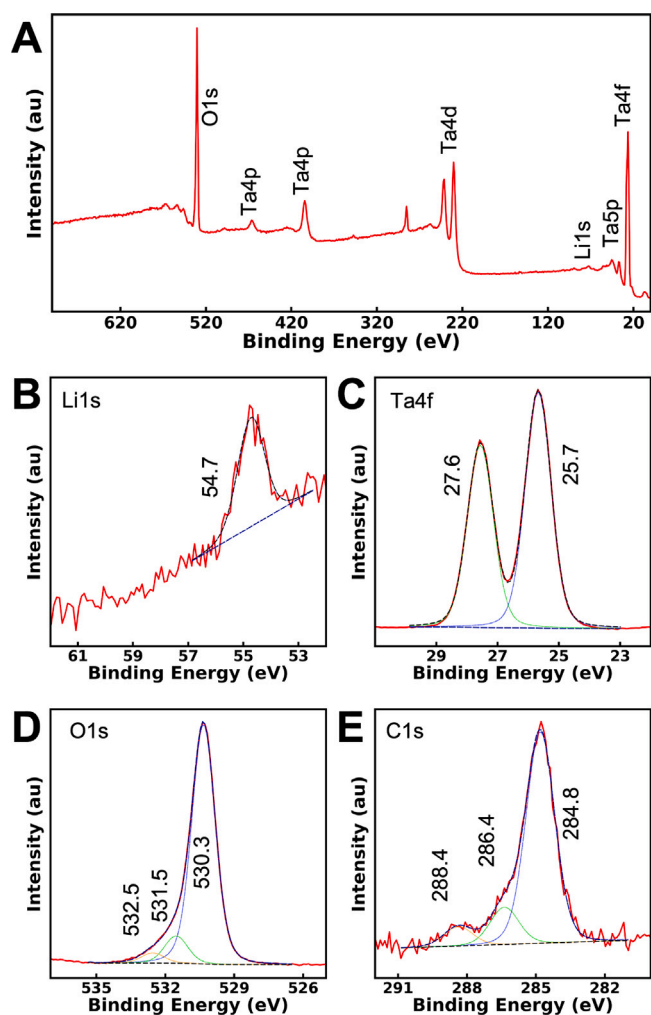 A
Intensity (au)
O1s
Ta4p
Ta4p
Ta4d
Li1s
Ta5p
Ta4f
620 520 420 320 220 120 20
Binding Energy (eV)
B Li1s
Intensity (au)
54.7
61 59 57 55 53
Binding Energy (eV)
C Ta4f
Intensity (au)
27.6
25.7
29 27 25 23
Binding Energy (eV)
D O1s
Intensity (au)
532.5
531.5
530.3
535 532 529 526
Binding Energy (eV)
E C1s
Intensity (au)
288.4
286.4
284.8
291 288 285 282
Binding Energy (eV)